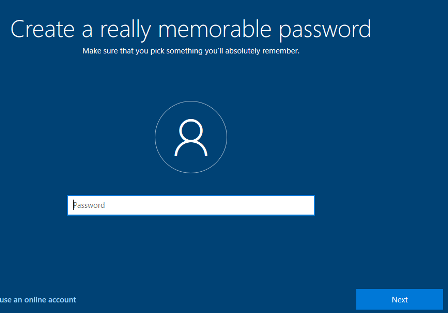 Create a really memorable password
Make sure that you pick something you'll absolutely remember.
Password
use an online account
Next